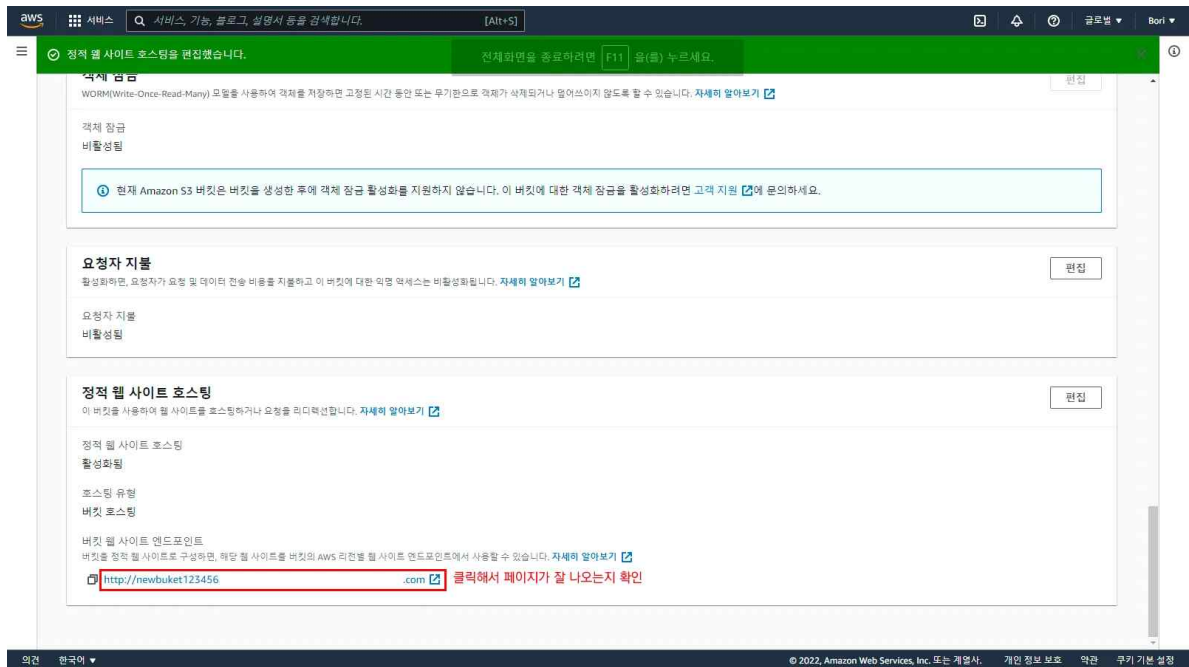 aws
서비스
서비스, 기능, 블로그, 설명서 등을 검색합니다.
[Alt+S]
글로벌 ▼
Bori ▼
정적 웹 사이트 호스팅을 편집했습니다.
전체화면을 종료하려면 F11 을(를) 누르세요.
객체 잠금
편집
WORM(Write-Once-Read-Many) 모델을 사용하여 객체를 저장하면 고정된 시간 동안 또는 무기한으로 객체가 삭제되거나 덮어쓰이지 않도록 할 수 있습니다. 자세히 알아보기
객체 잠금
비활성됨
현재 Amazon S3 버킷은 버킷을 생성한 후에 객체 잠금 활성화를 지원하지 않습니다. 이 버킷에 대한 객체 잠금을 활성화하려면 고객 지원에 문의하세요.
요청자 지불
편집
활성화하면, 요청자가 요청 및 데이터 전송 비용을 지불하고 이 버킷에 대한 익명 액세스는 비활성화됩니다. 자세히 알아보기
요청자 지불
비활성됨
정적 웹 사이트 호스팅
편집
이 버킷을 사용하여 웹 사이트를 호스팅하거나 요청을 리디렉션합니다. 자세히 알아보기
정적 웹 사이트 호스팅
활성화됨
호스팅 유형
버킷 호스팅
버킷 웹 사이트 엔드포인트
버킷을 정적 웹 사이트로 구성하면, 해당 웹 사이트를 버킷의 AWS 리전별 웹 사이트 엔드포인트에서 사용할 수 있습니다. 자세히 알아보기
http://newbuket123456 .com 클릭해서 페이지가 잘 나오는지 확인
의견 한국어 ▼
© 2022, Amazon Web Services, Inc. 또는 계열사. 개인 정보 보호 약관 쿠키 기본 설정